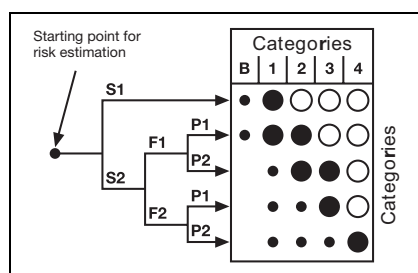 Starting point for
risk estimation
Categories
B 1 2 3 4
S1
P1
F1
P2
S2
P1
F2
P2
Categories